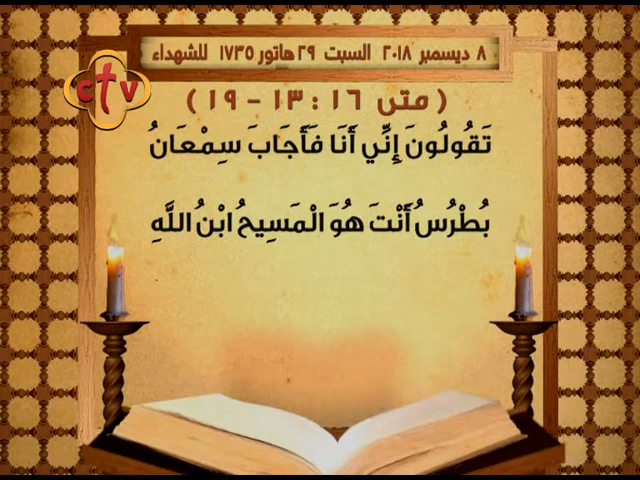 ٨ ديسمبر ٢٠١٨ السبت ٢٩ هاتور ١٧٣٥ للشهداء
ctv
(متى ١٦ : ١٣ - ١٩)
تَقُولُونَ إِنِّي أَنَا فَأَجَابَ سِمْعَانُ
بُطْرُسُ أَنْتَ هُوَ الْمَسِيحُ ابْنُ اللَّهِ